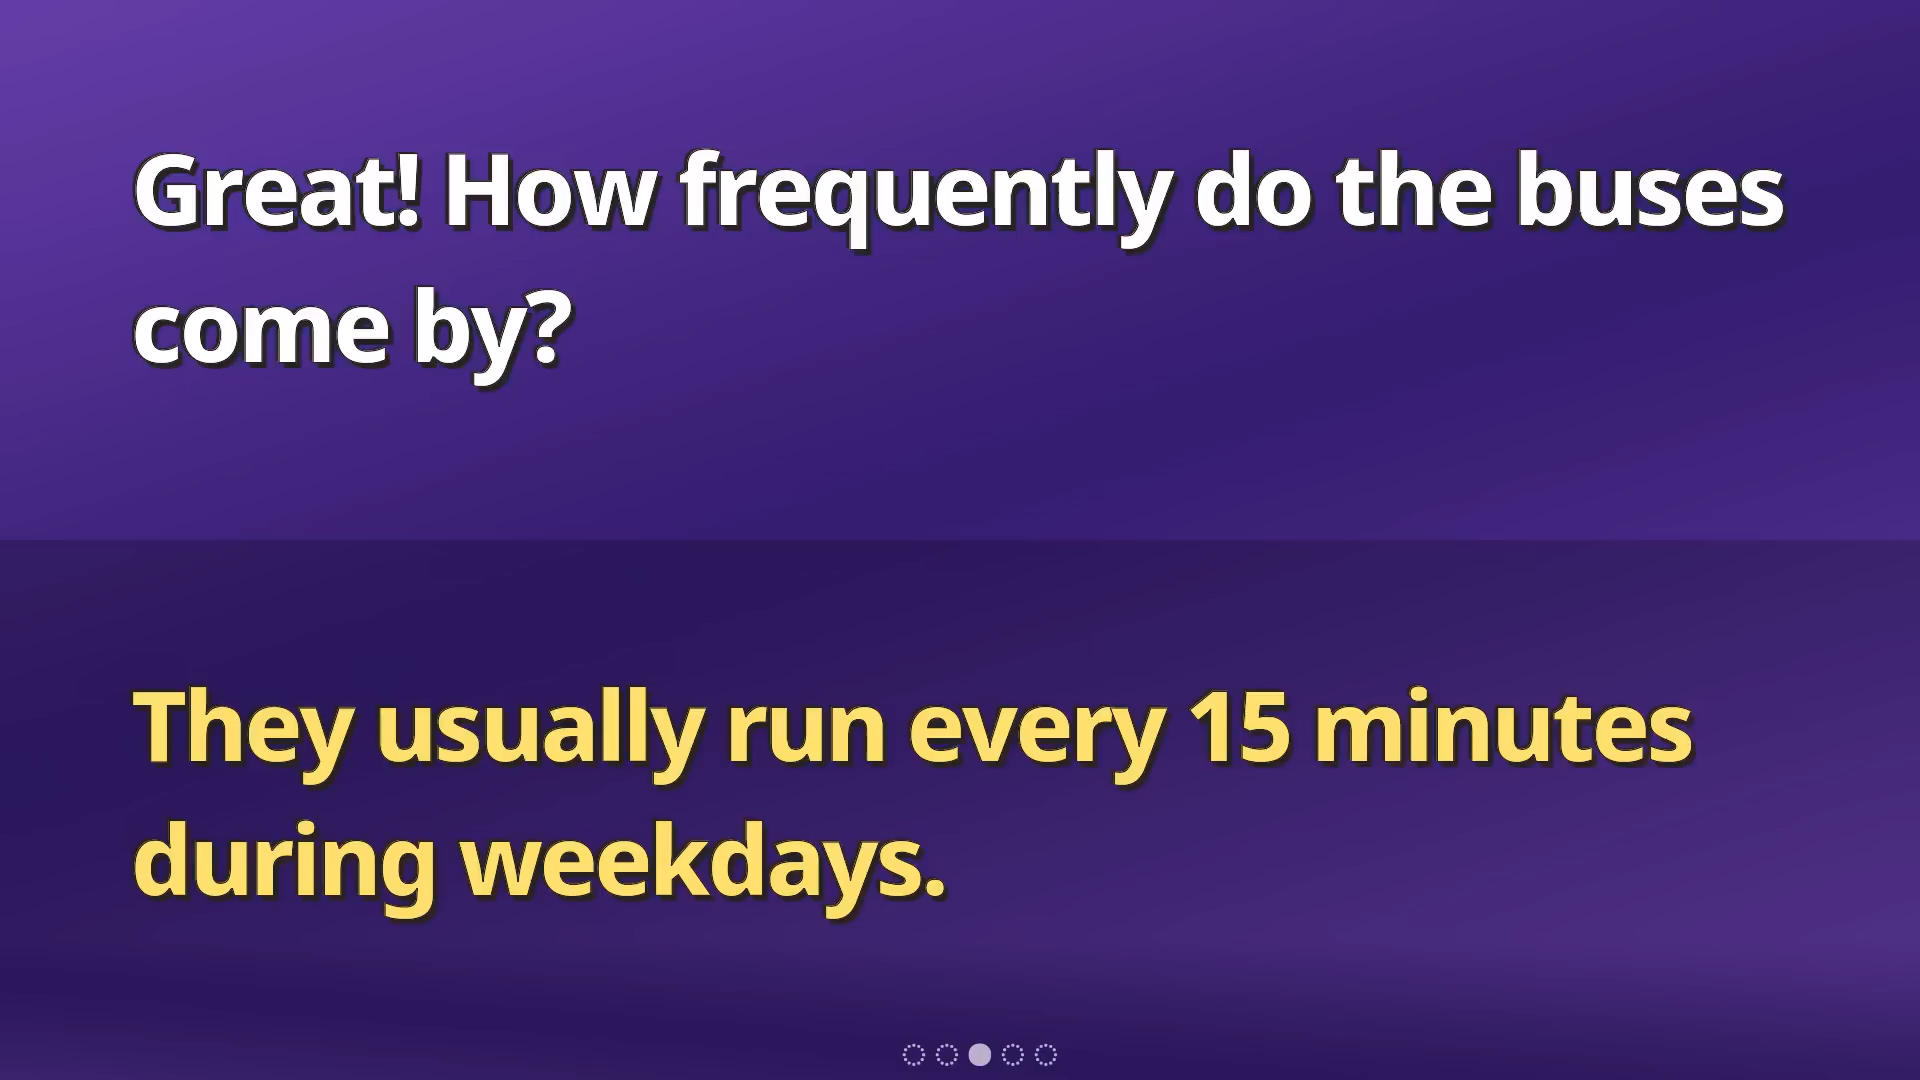 Great! How frequently do the buses
come by?
They usually run every 15 minutes
during weekdays.